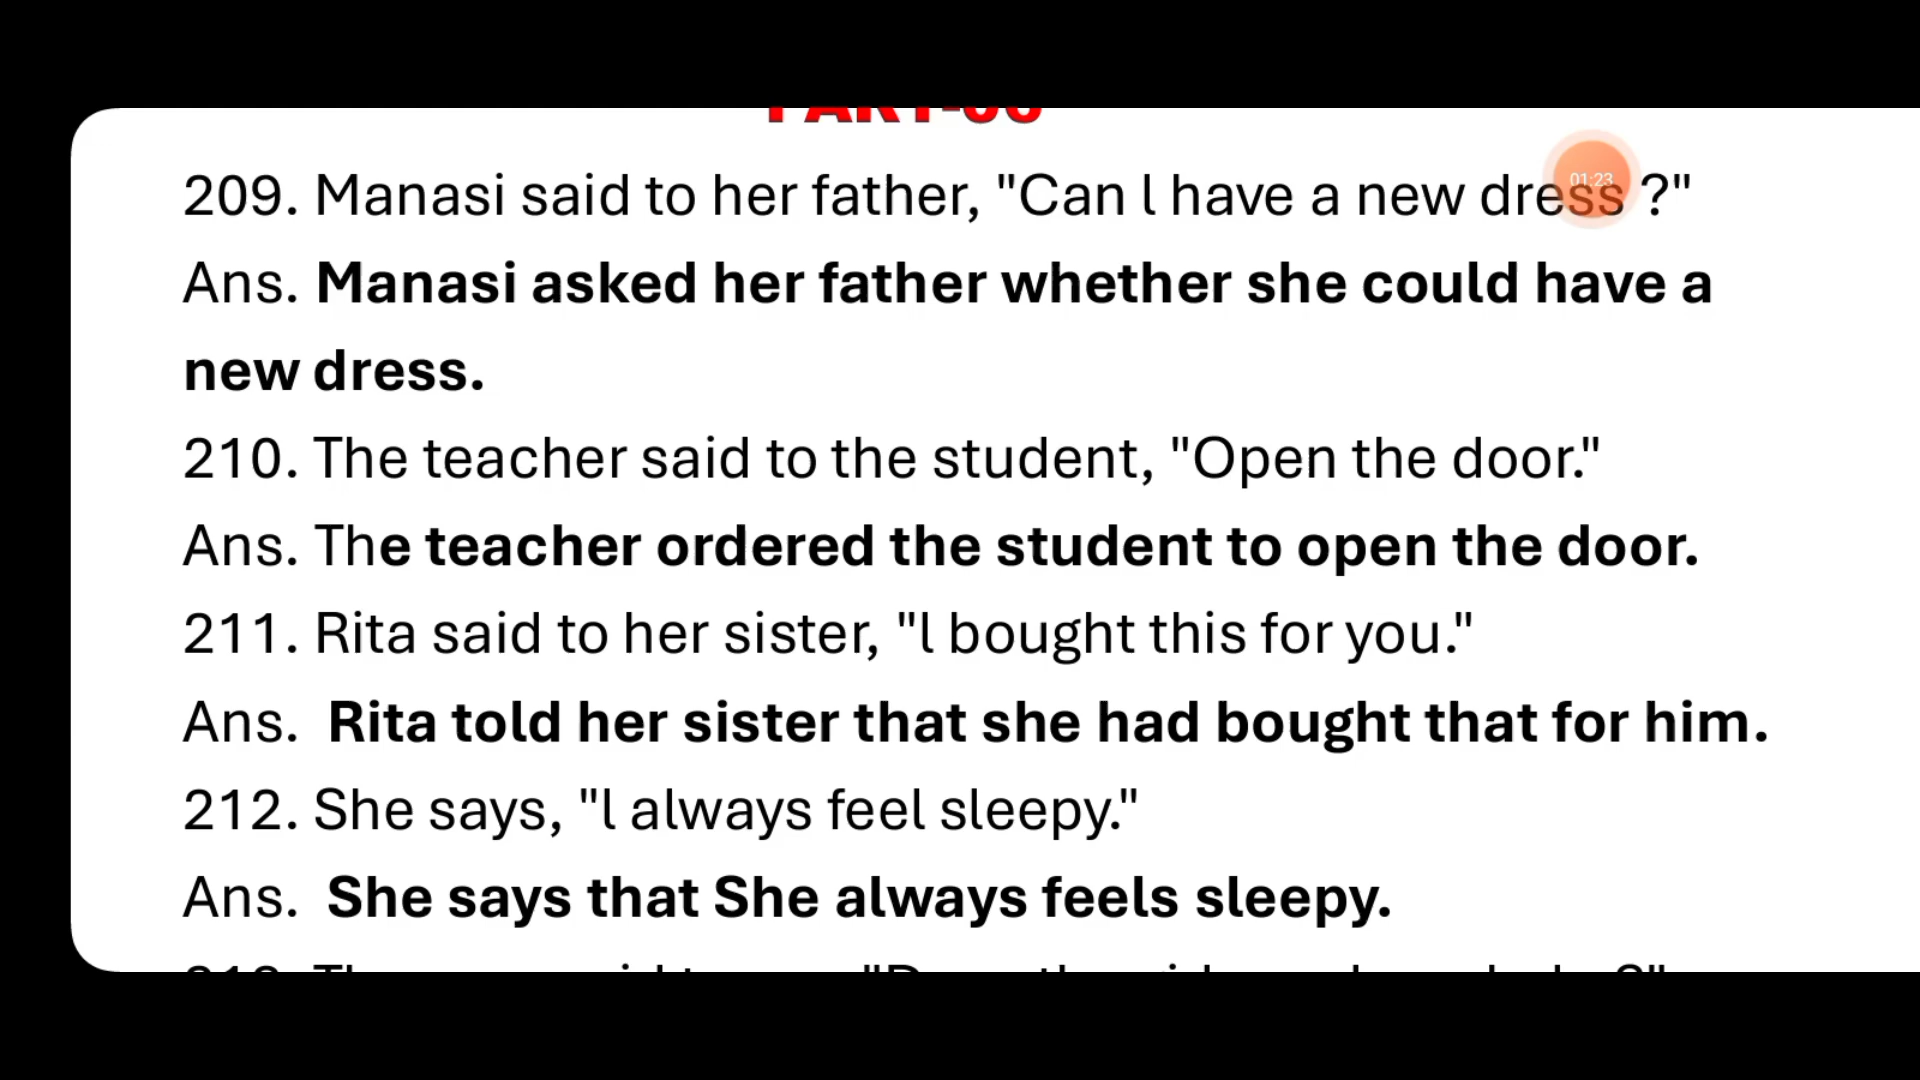 209. Manasi said to her father, "Can l have a new dress ?"
01:23
Ans. Manasi asked her father whether she could have a
new dress.
210. The teacher said to the student, "Open the door."
Ans. The teacher ordered the student to open the door.
211. Rita said to her sister, "l bought this for you."
Ans. Rita told her sister that she had bought that for him.
212. She says, "l always feel sleepy."
Ans. She says that She always feels sleepy.